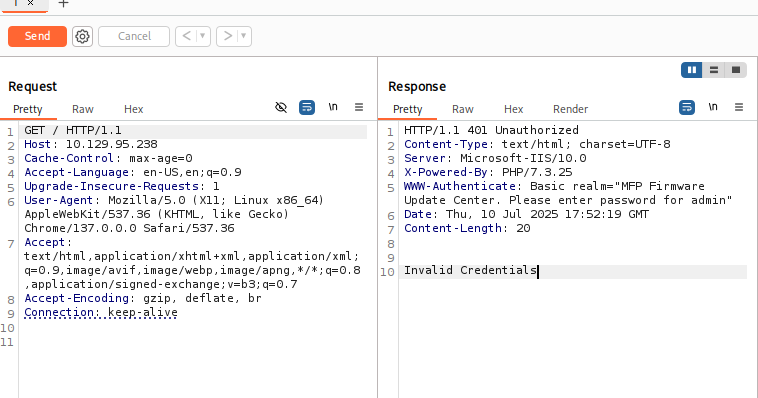 1 × +
Send Cancel < ▾ > ▾
Request
Pretty Raw Hex \n
1 GET / HTTP/1.1
2 Host: 10.129.95.238
3 Cache-Control: max-age=0
4 Accept-Language: en-US,en;q=0.9
5 Upgrade-Insecure-Requests: 1
6 User-Agent: Mozilla/5.0 (X11; Linux x86_64)
AppleWebKit/537.36 (KHTML, like Gecko)
Chrome/137.0.0.0 Safari/537.36
7 Accept:
text/html,application/xhtml+xml,application/xml;
q=0.9,image/avif,image/webp,image/apng,*/*;q=0.8
,application/signed-exchange;v=b3;q=0.7
8 Accept-Encoding: gzip, deflate, br
9 Connection: keep-alive
10
11
Response
Pretty Raw Hex Render \n
1 HTTP/1.1 401 Unauthorized
2 Content-Type: text/html; charset=UTF-8
3 Server: Microsoft-IIS/10.0
4 X-Powered-By: PHP/7.3.25
5 WWW-Authenticate: Basic realm="MFP Firmware
Update Center. Please enter password for admin"
6 Date: Thu, 10 Jul 2025 17:52:19 GMT
7 Content-Length: 20
8
9
10 Invalid Credentials